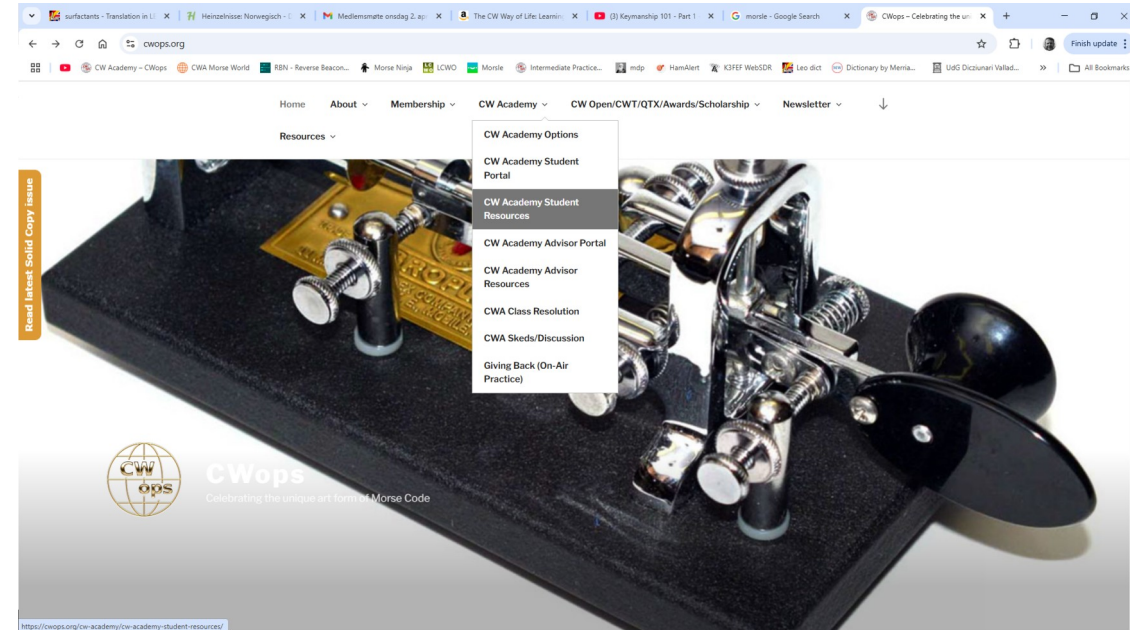 surfactants - Translation in L
Heinzelnisse: Norwegisch - D
Medlemsmøte onsdag 2. ap
The CW Way of Life: Learnin
(3) Keymanship 101 - Part 1
morsle - Google Search
CWops – Celebrating the un
cwops.org
Finish update
CW Academy – CWops
CWA Morse World
RBN - Reverse Beacon...
Morse Ninja
LCWO
Morsle
Intermediate Practice...
mdp
HamAlert
K3FEF WebSDR
Leo dict
Dictionary by Merria...
UdG Dicziunari Vallad...
»
All Bookmarks
Home
About
Membership
CW Academy
CW Open/CWT/QTX/Awards/Scholarship
Newsletter
Resources
CW Academy Options
CW Academy Student
Portal
CW Academy Student
Resources
CW Academy Advisor Portal
CW Academy Advisor
Resources
CWA Class Resolution
CWA Skeds/Discussion
Giving Back (On-Air
Practice)
Read latest Solid Copy issue
CW
ops
CWops
Celebrating the unique art form of Morse Code
https://cwops.org/cw-academy/cw-academy-student-resources/